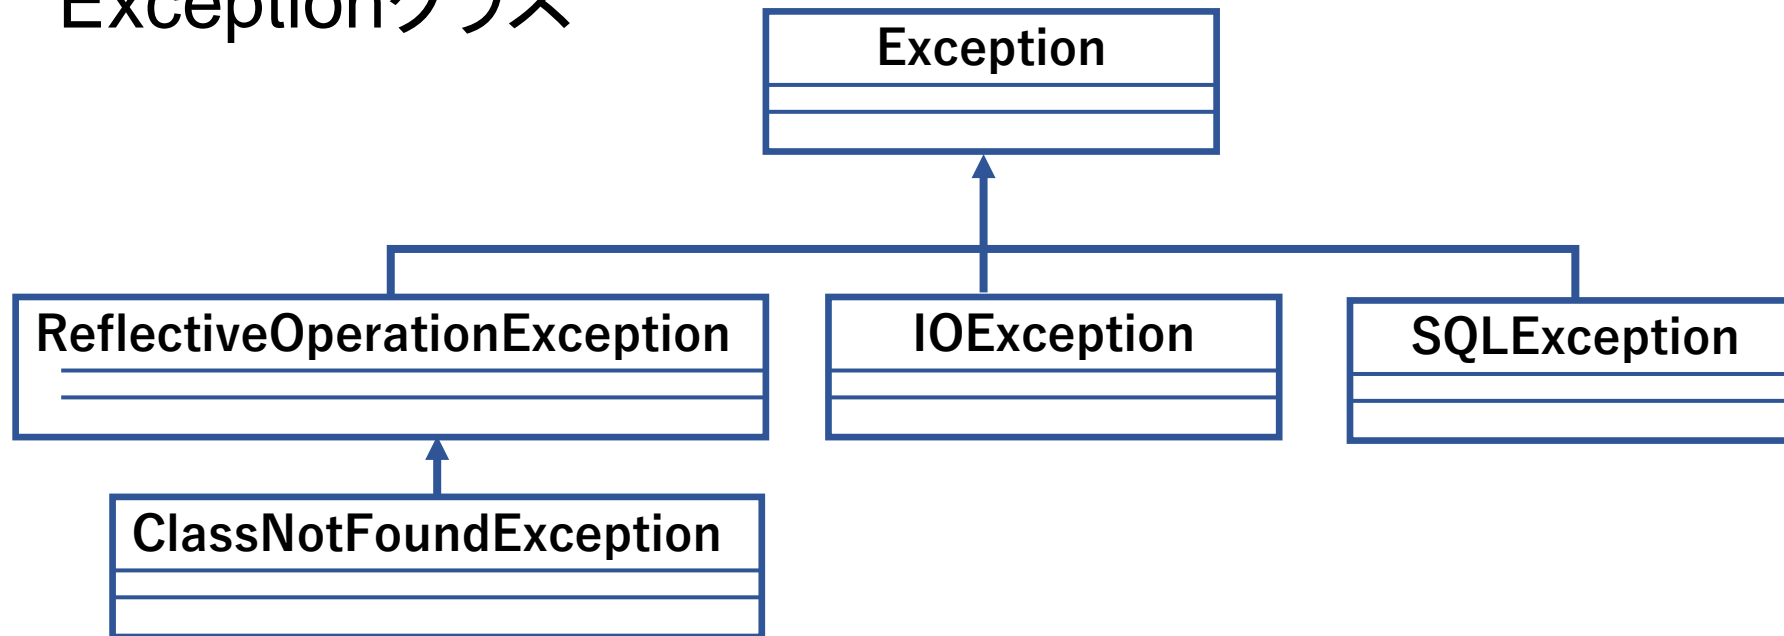 Exceptionクラス
Exception
ReflectiveOperationException
IOException
SQLException
ClassNotFoundException